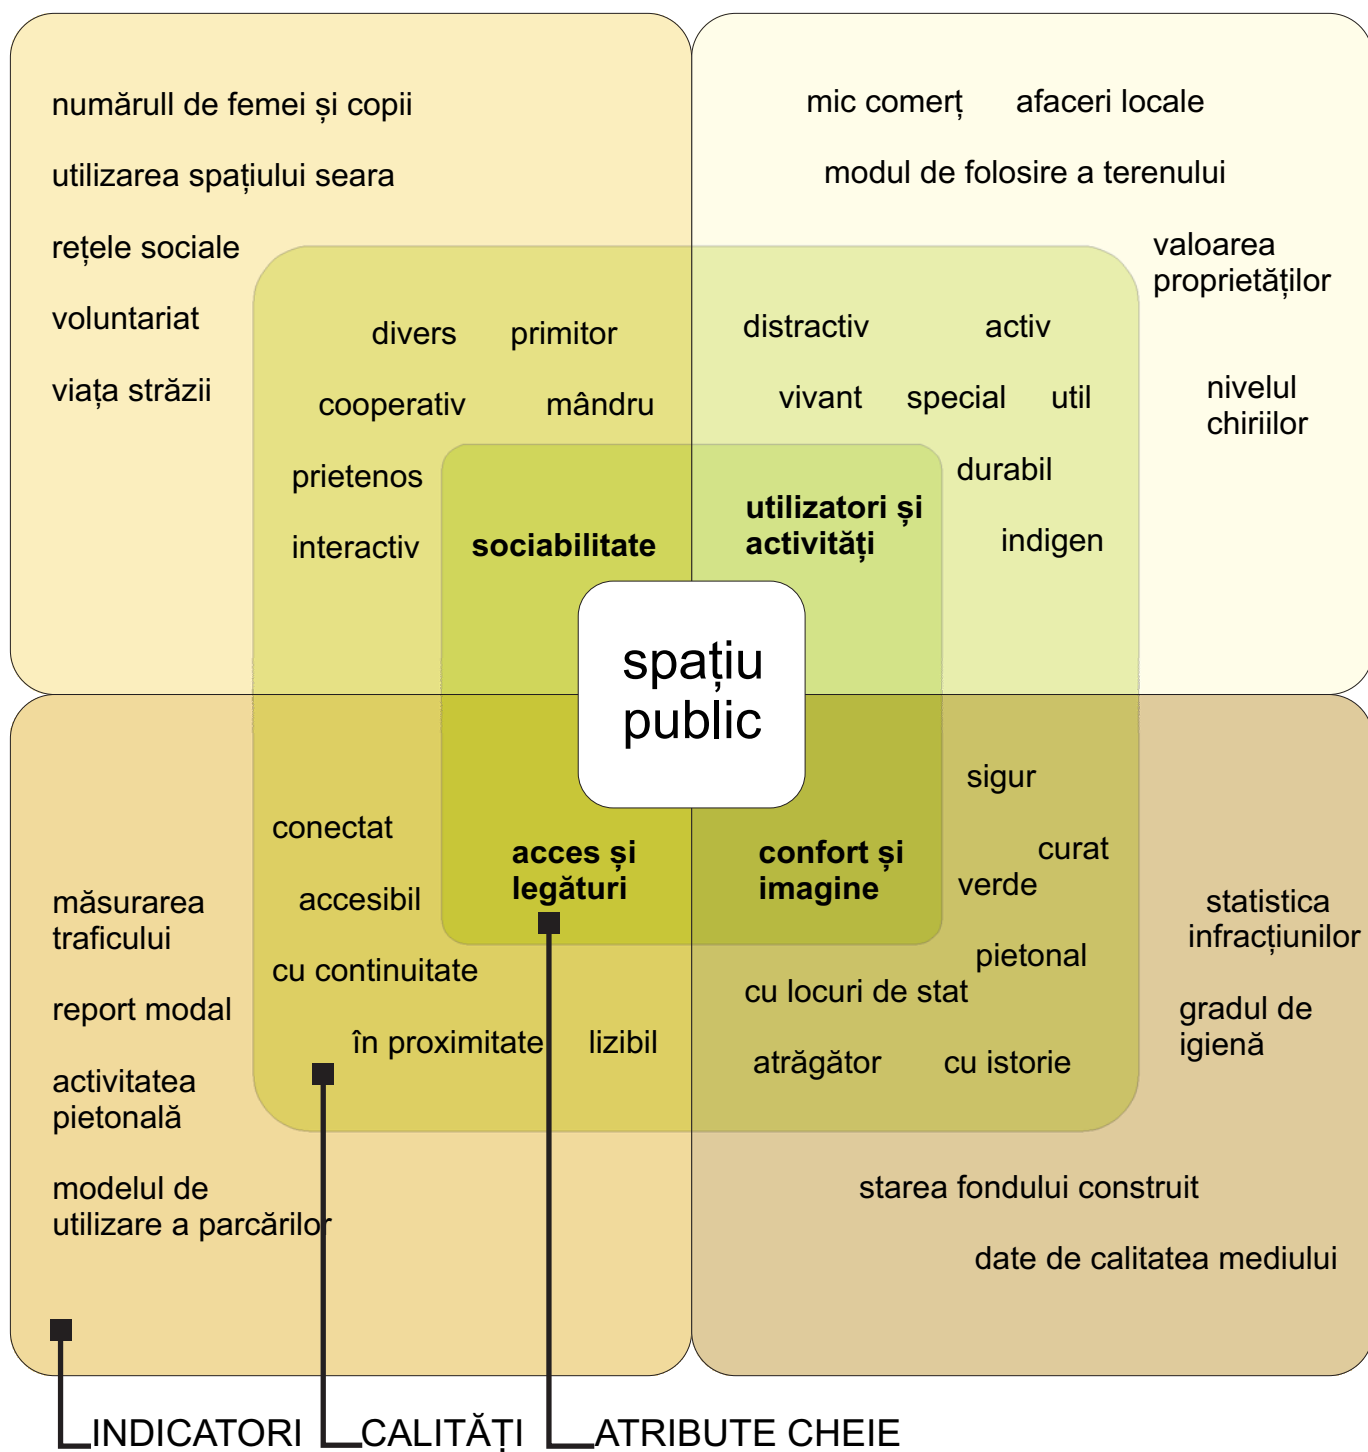 numărull de femei și copii
utilizarea spațiului seara
rețele sociale
voluntariat
viața străzii
divers primitor
cooperativ mândru
prietenos
interactiv
sociabilitate
mic comerț afaceri locale
modul de folosire a terenului
valoarea
proprietăților
nivelul
chiriilor
distractiv activ
vivant special util
durabil
indigen
utilizatori și
activități
spațiu
public
acces și
legături
conectat
accesibil
cu continuitate
în proximitate lizibil
măsurarea
traficului
report modal
activitatea
pietonală
modelul de
utilizare a parcărilor
confort și
imagine
sigur
curat
verde
pietonal
cu locuri de stat
atrăgător cu istorie
statistica
infracțiunilor
gradul de
igienă
starea fondului construit
date de calitatea mediului
INDICATORI CALITĂȚI ATRIBUTE CHEIE